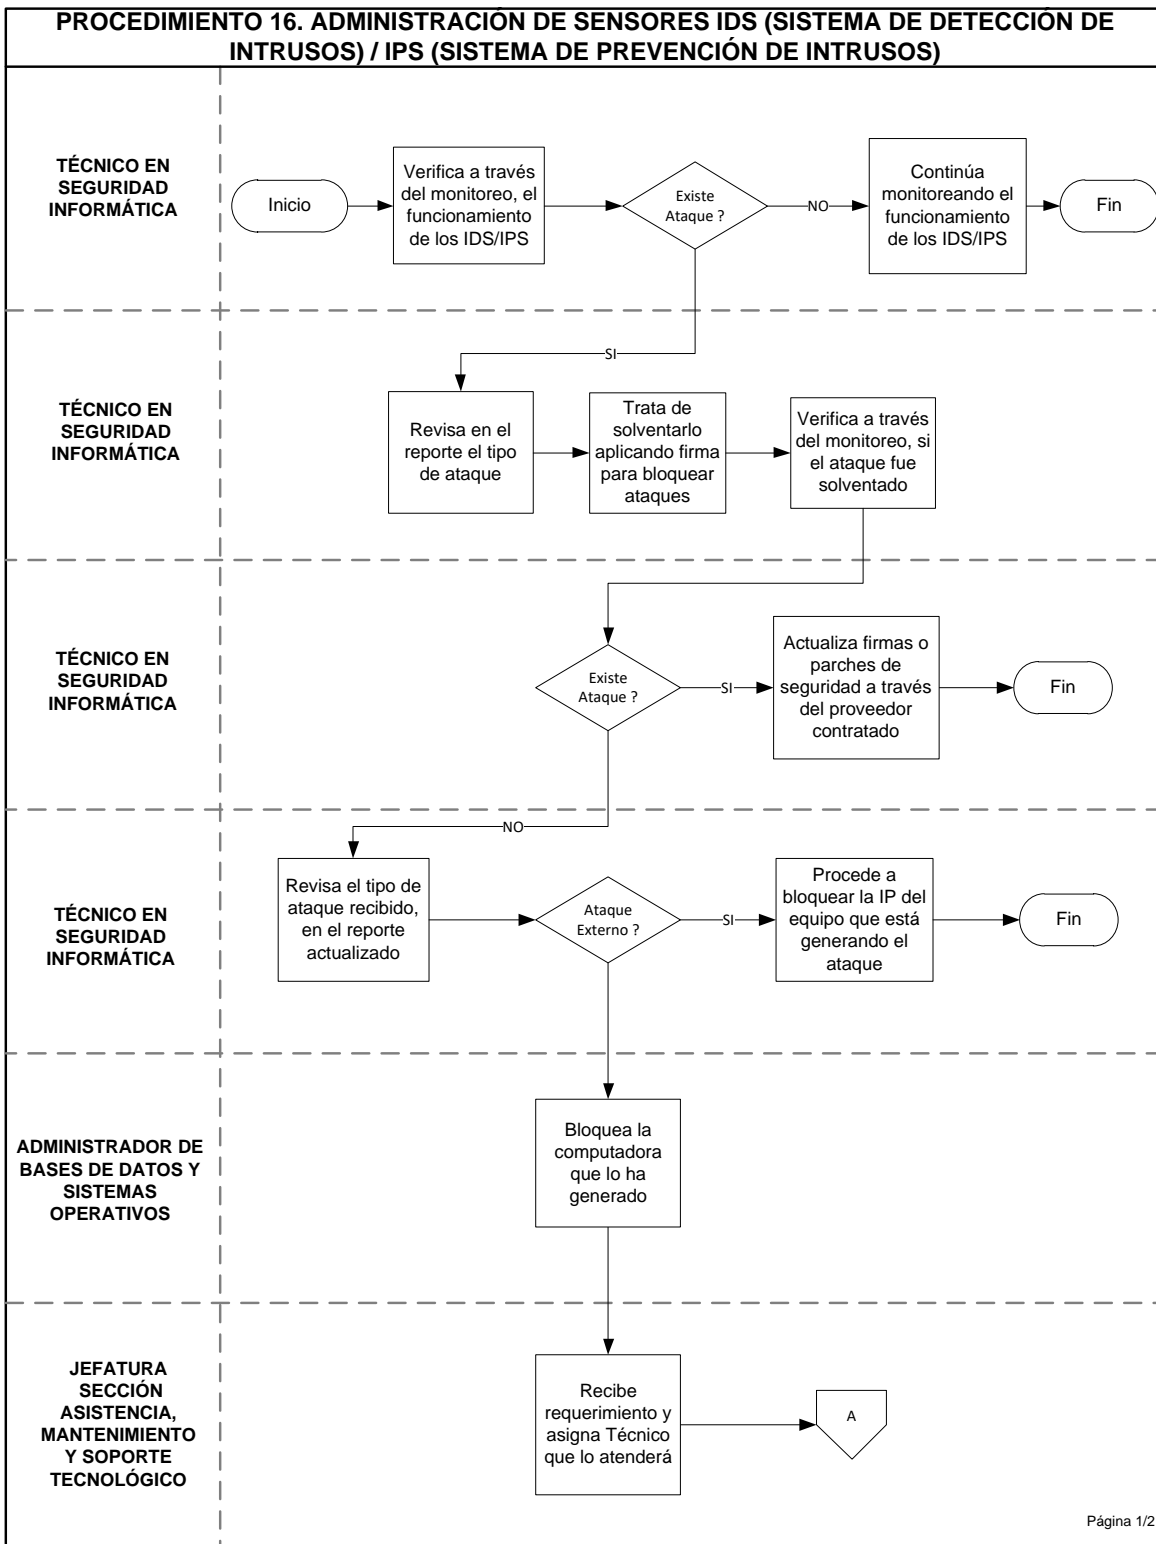 PROCEDIMIENTO 16. ADMINISTRACIÓN DE SENSORES IDS (SISTEMA DE DETECCIÓN DE
INTRUSOS) / IPS (SISTEMA DE PREVENCIÓN DE INTRUSOS)
TÉCNICO EN
SEGURIDAD
INFORMÁTICA
Inicio
Verifica a través
del monitoreo, el
funcionamiento
de los IDS/IPS
Existe
Ataque ?
NO
Continúa
monitoreando el
funcionamiento
de los IDS/IPS
Fin
SI
TÉCNICO EN
SEGURIDAD
INFORMÁTICA
Revisa en el
reporte el tipo
de ataque
Trata de
solventarlo
aplicando firma
para bloquear
ataques
Verifica a través
del monitoreo, si
el ataque fue
solventado
TÉCNICO EN
SEGURIDAD
INFORMÁTICA
Existe
Ataque ?
SI
Actualiza firmas o
parches de
seguridad a través
del proveedor
contratado
Fin
NO
TÉCNICO EN
SEGURIDAD
INFORMÁTICA
Revisa el tipo de
ataque recibido,
en el reporte
actualizado
Ataque
Externo ?
SI
Procede a
bloquear la IP del
equipo que está
generando el
ataque
Fin
ADMINISTRADOR DE
BASES DE DATOS Y
SISTEMAS
OPERATIVOS
Bloquea la
computadora
que lo ha
generado
JEFATURA
SECCIÓN
ASISTENCIA,
MANTENIMIENTO
Y SOPORTE
TECNOLÓGICO
Recibe
requerimiento y
asigna Técnico
que lo atenderá
A
Página 1/2